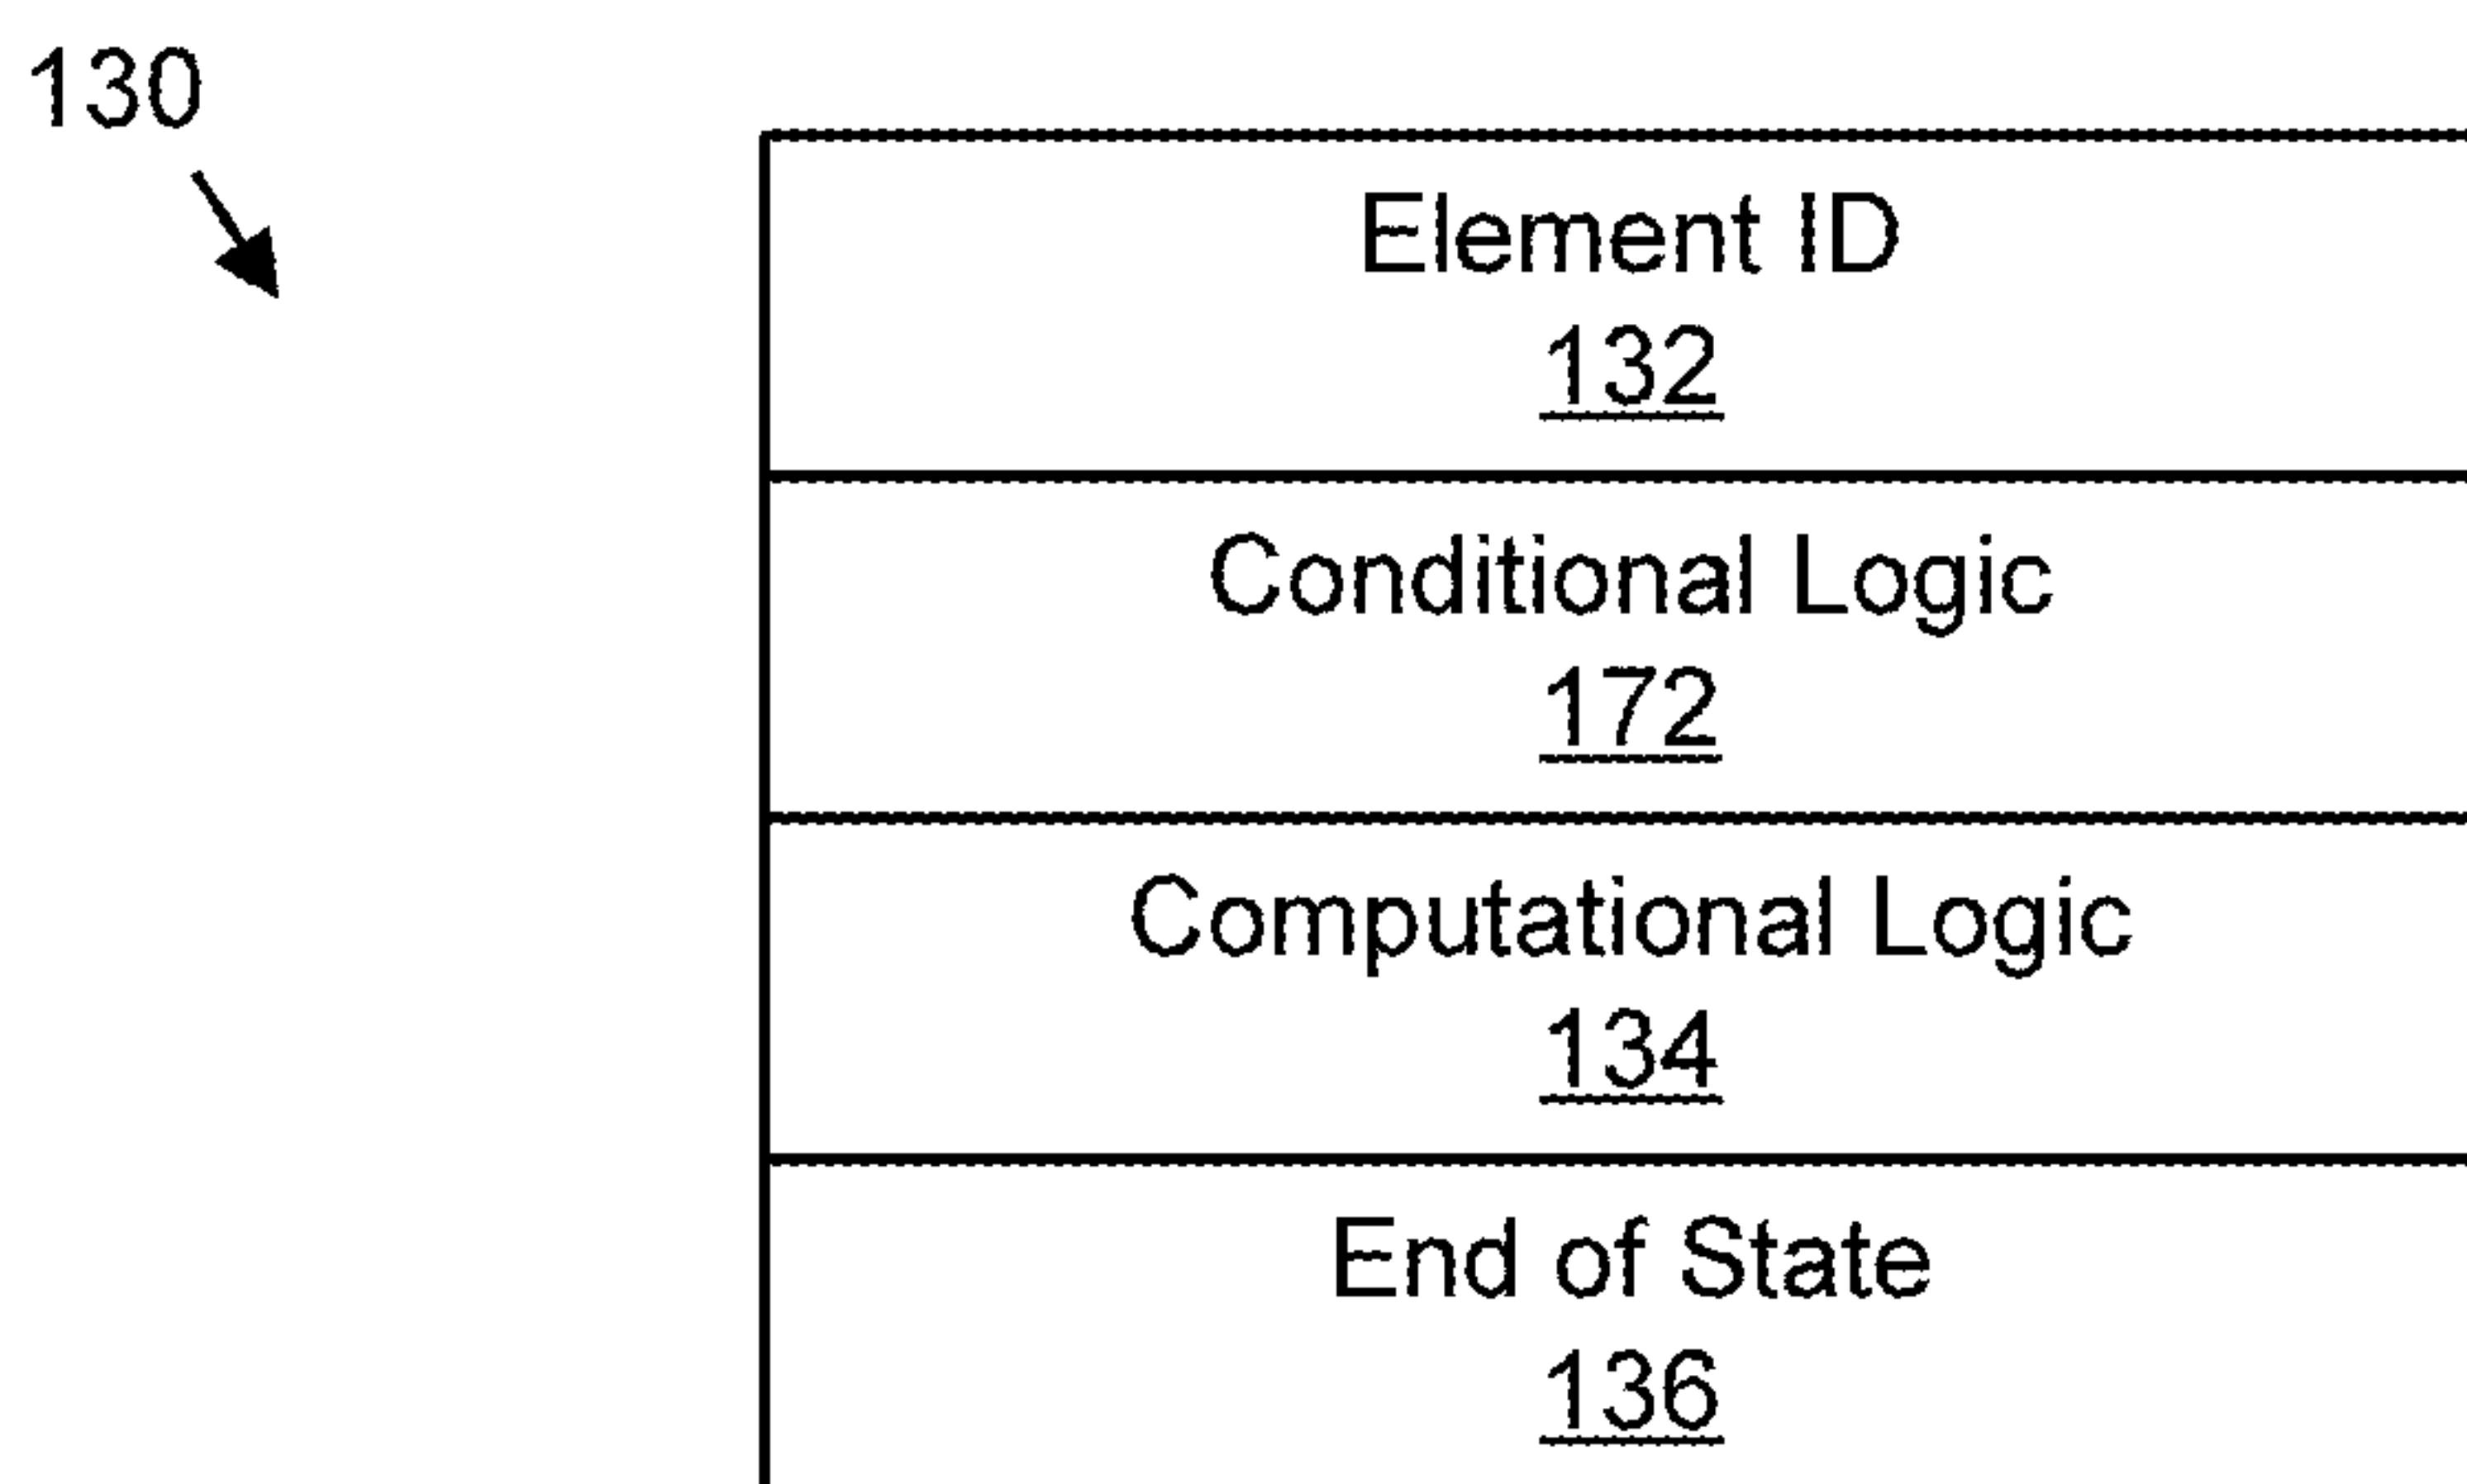 130
Element ID
132
Conditional Logic
172
Computational Logic
134
End of State
136